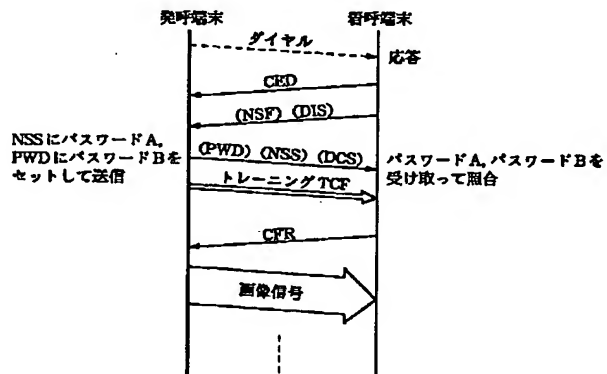 発呼端末
着呼端末
ダイヤル
応答
CED
(NSF) (DIS)
NSSにパスワードA,
PWDにパスワードBを
セットして送信
(PWD) (NSS) (DCS)
パスワードA, パスワードBを
受け取って照合
トレーニングTCF
CFR
画像信号